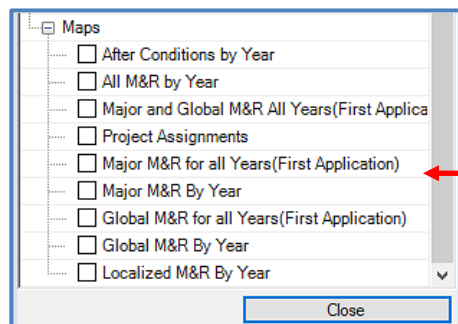 Maps
After Conditions by Year
All M&R by Year
Major and Global M&R All Years(First Applica
Project Assignments
Major M&R for all Years(First Application)
Major M&R By Year
Global M&R for all Years(First Application)
Global M&R By Year
Localized M&R By Year
Close